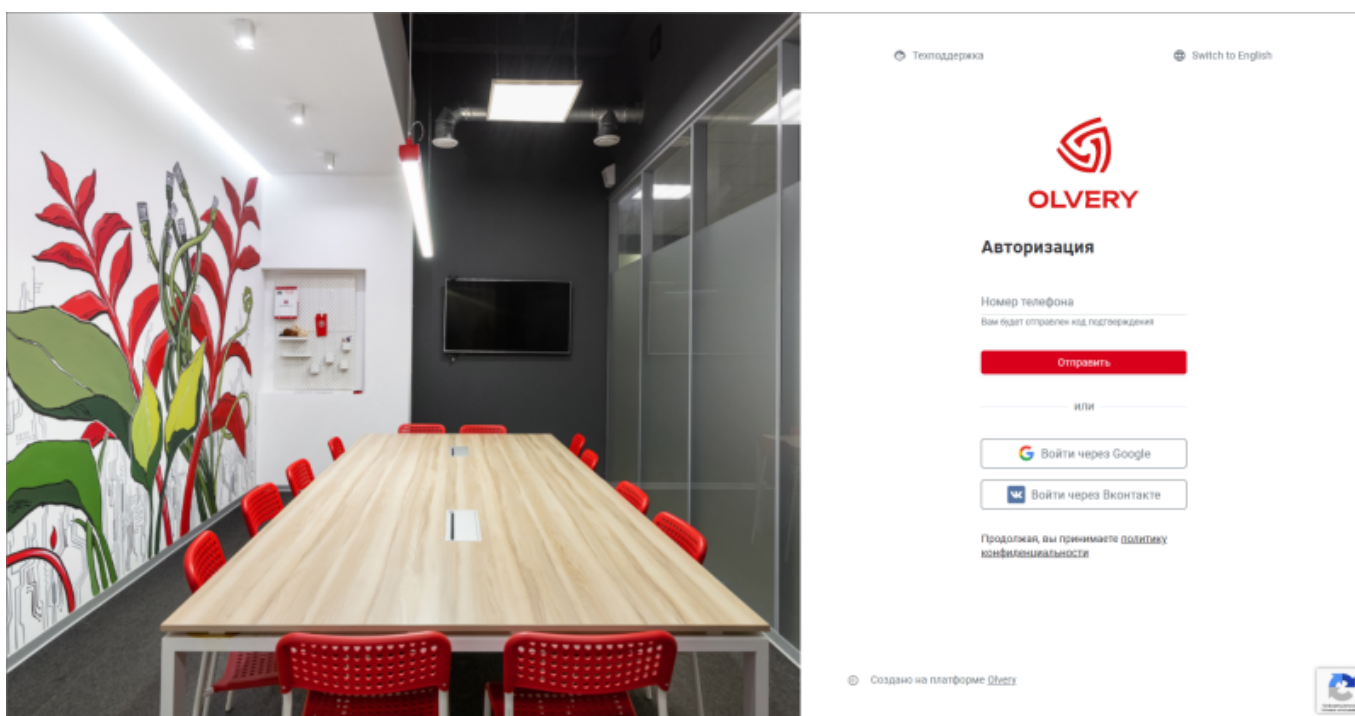 Техподдержка
Switch to English
OLVERY
Авторизация
Номер телефона
Вам будет отправлен код подтверждения
Отправить
или
Войти через Google
Войти через Вконтакте
Продолжая, вы принимаете политику
конфиденциальности
Создано на платформе Olvery